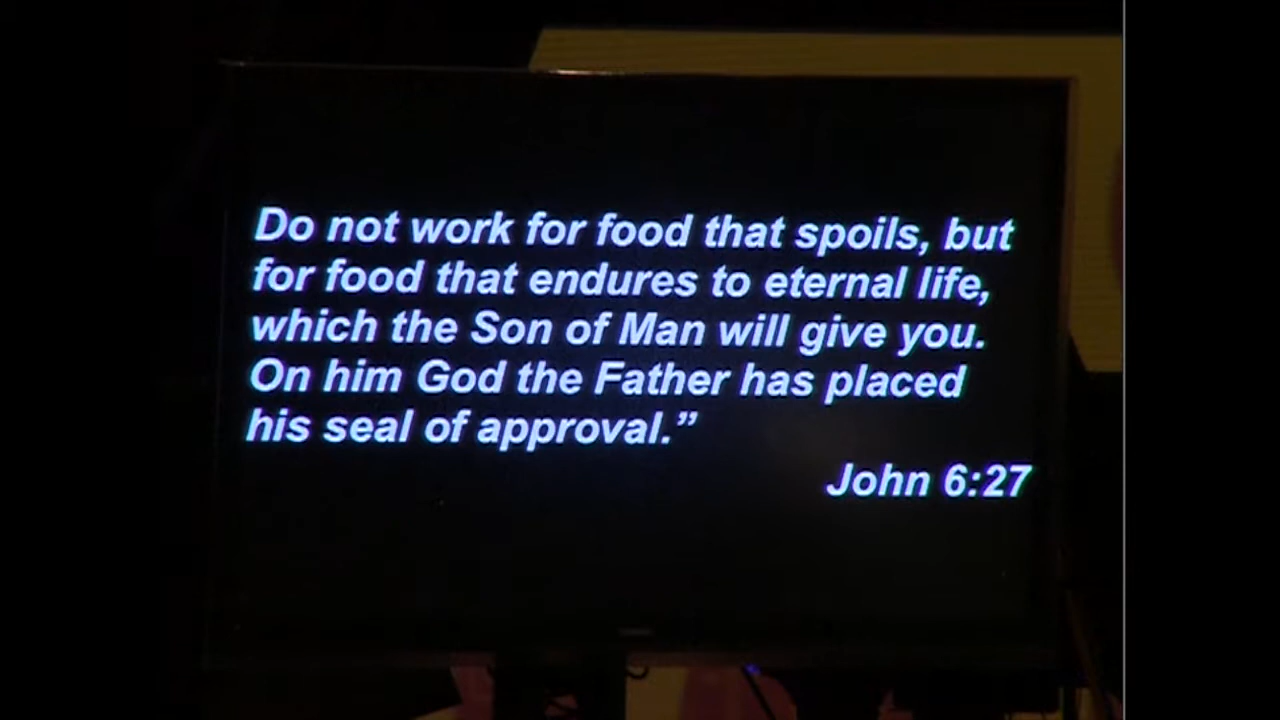 Do not work for food that spoils, but
for food that endures to eternal life,
which the Son of Man will give you.
On him God the Father has placed
his seal of approval.”
John 6:27